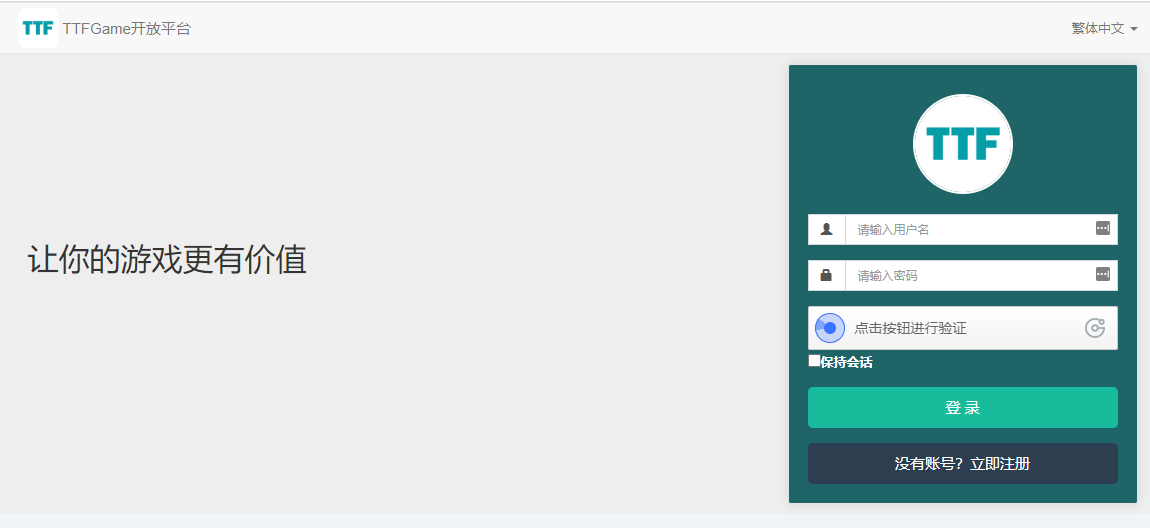 TTF TTFGame开放平台
繁体中文
让你的游戏更有价值
TTF
请输入用户名
请输入密码
点击按钮进行验证
保持会话
登 录
没有账号？立即注册